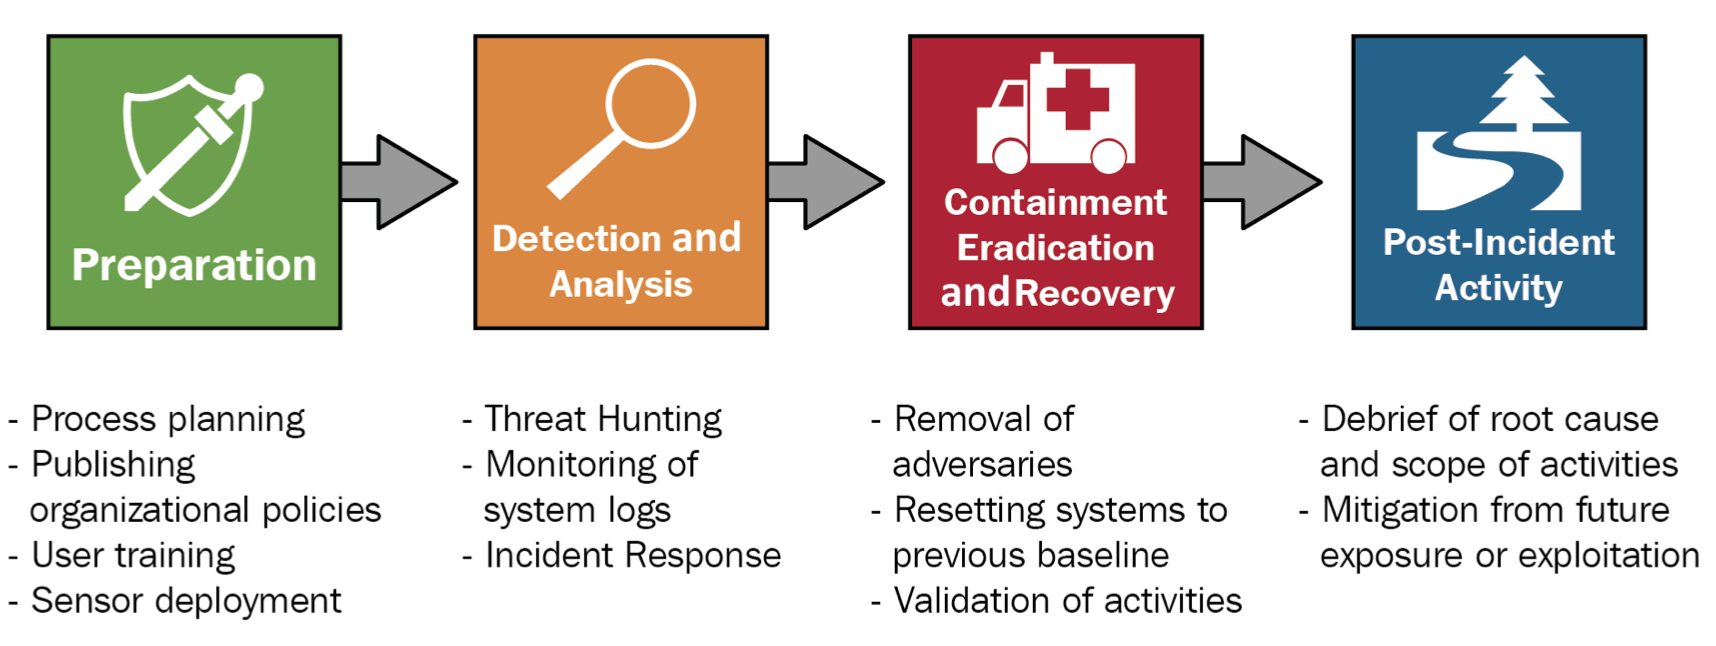 Preparation
Detection and
Analysis
Containment
Eradication
and Recovery
Post-Incident
Activity
- Process planning
- Publishing
organizational policies
- User training
- Sensor deployment
- Threat Hunting
- Monitoring of
system logs
- Incident Response
- Removal of
adversaries
- Resetting systems to
previous baseline
- Validation of activities
- Debrief of root cause
and scope of activities
- Mitigation from future
exposure or exploitation